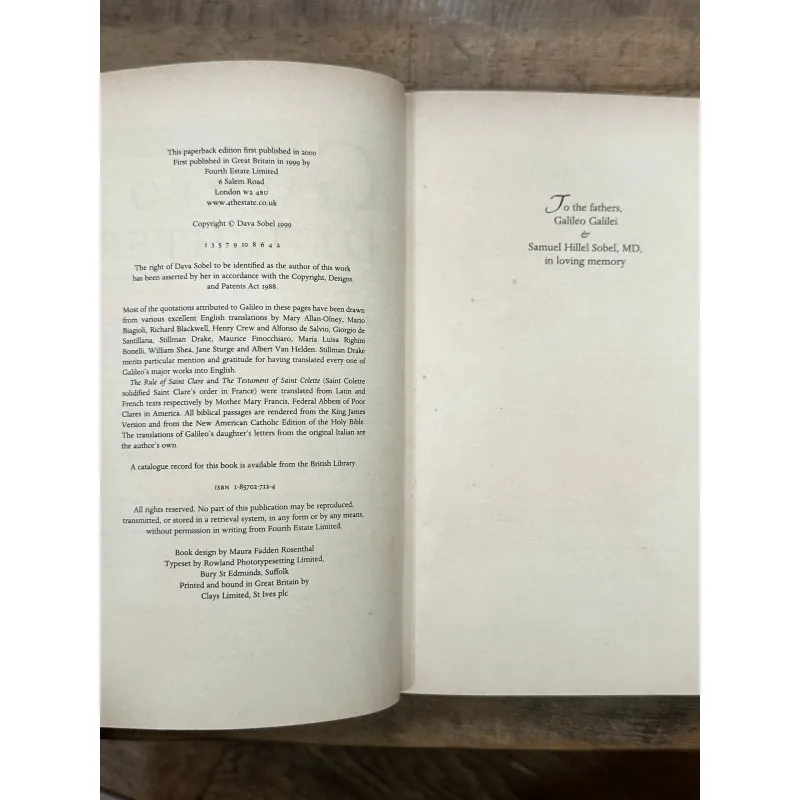 This paperback edition first published in 2000
First published in Great Britain in 1999 by
Fourth Estate Limited
6 Salem Road
London W2 4BU
www.4thestate.co.uk
Copyright © Dava Sobel 1999
1 3 5 7 9 10 8 6 4 2
The right of Dava Sobel to be identified as the author of this work
has been asserted by her in accordance with the Copyright, Designs
and Patents Act 1988.
Most of the quotations attributed to Galileo in these pages have been drawn
from various excellent English translations by Mary Allan-Olney, Mario
Biagioli, Richard Blackwell, Henry Crew and Alfonso de Salvio, Giorgio de
Santillana, Stillman Drake, Maurice Finocchiaro, Maria Luisa Righini
Bonelli, William Shea, Jane Sturge and Albert Van Helden. Stillman Drake
merits particular mention and gratitude for having translated every one of
Galileo's major works into English.
The Rule of Saint Clare and The Testament of Saint Colette (Saint Colette
solidified Saint Clare's order in France) were translated from Latin and
French texts respectively by Mother Mary Francis, Federal Abbess of Poor
Clares in America. All biblical passages are rendered from the King James
Version and from the New American Catholic Edition of the Holy Bible.
The translations of Galileo's daughter's letters from the original Italian are
the author's own.
A catalogue record for this book is available from the British Library.
ISBN 1-85702-712-4
All rights reserved. No part of this publication may be reproduced,
transmitted, or stored in a retrieval system, in any form or by any means,
without permission in writing from Fourth Estate Limited.
Book design by Maura Fadden Rosenthal
Typeset by Rowland Phototypesetting Limited,
Bury St Edmunds, Suffolk
Printed and bound in Great Britain by
Clays Limited, St Ives plc
To the fathers,
Galileo Galilei
&
Samuel Hillel Sobel, MD,
in loving memory